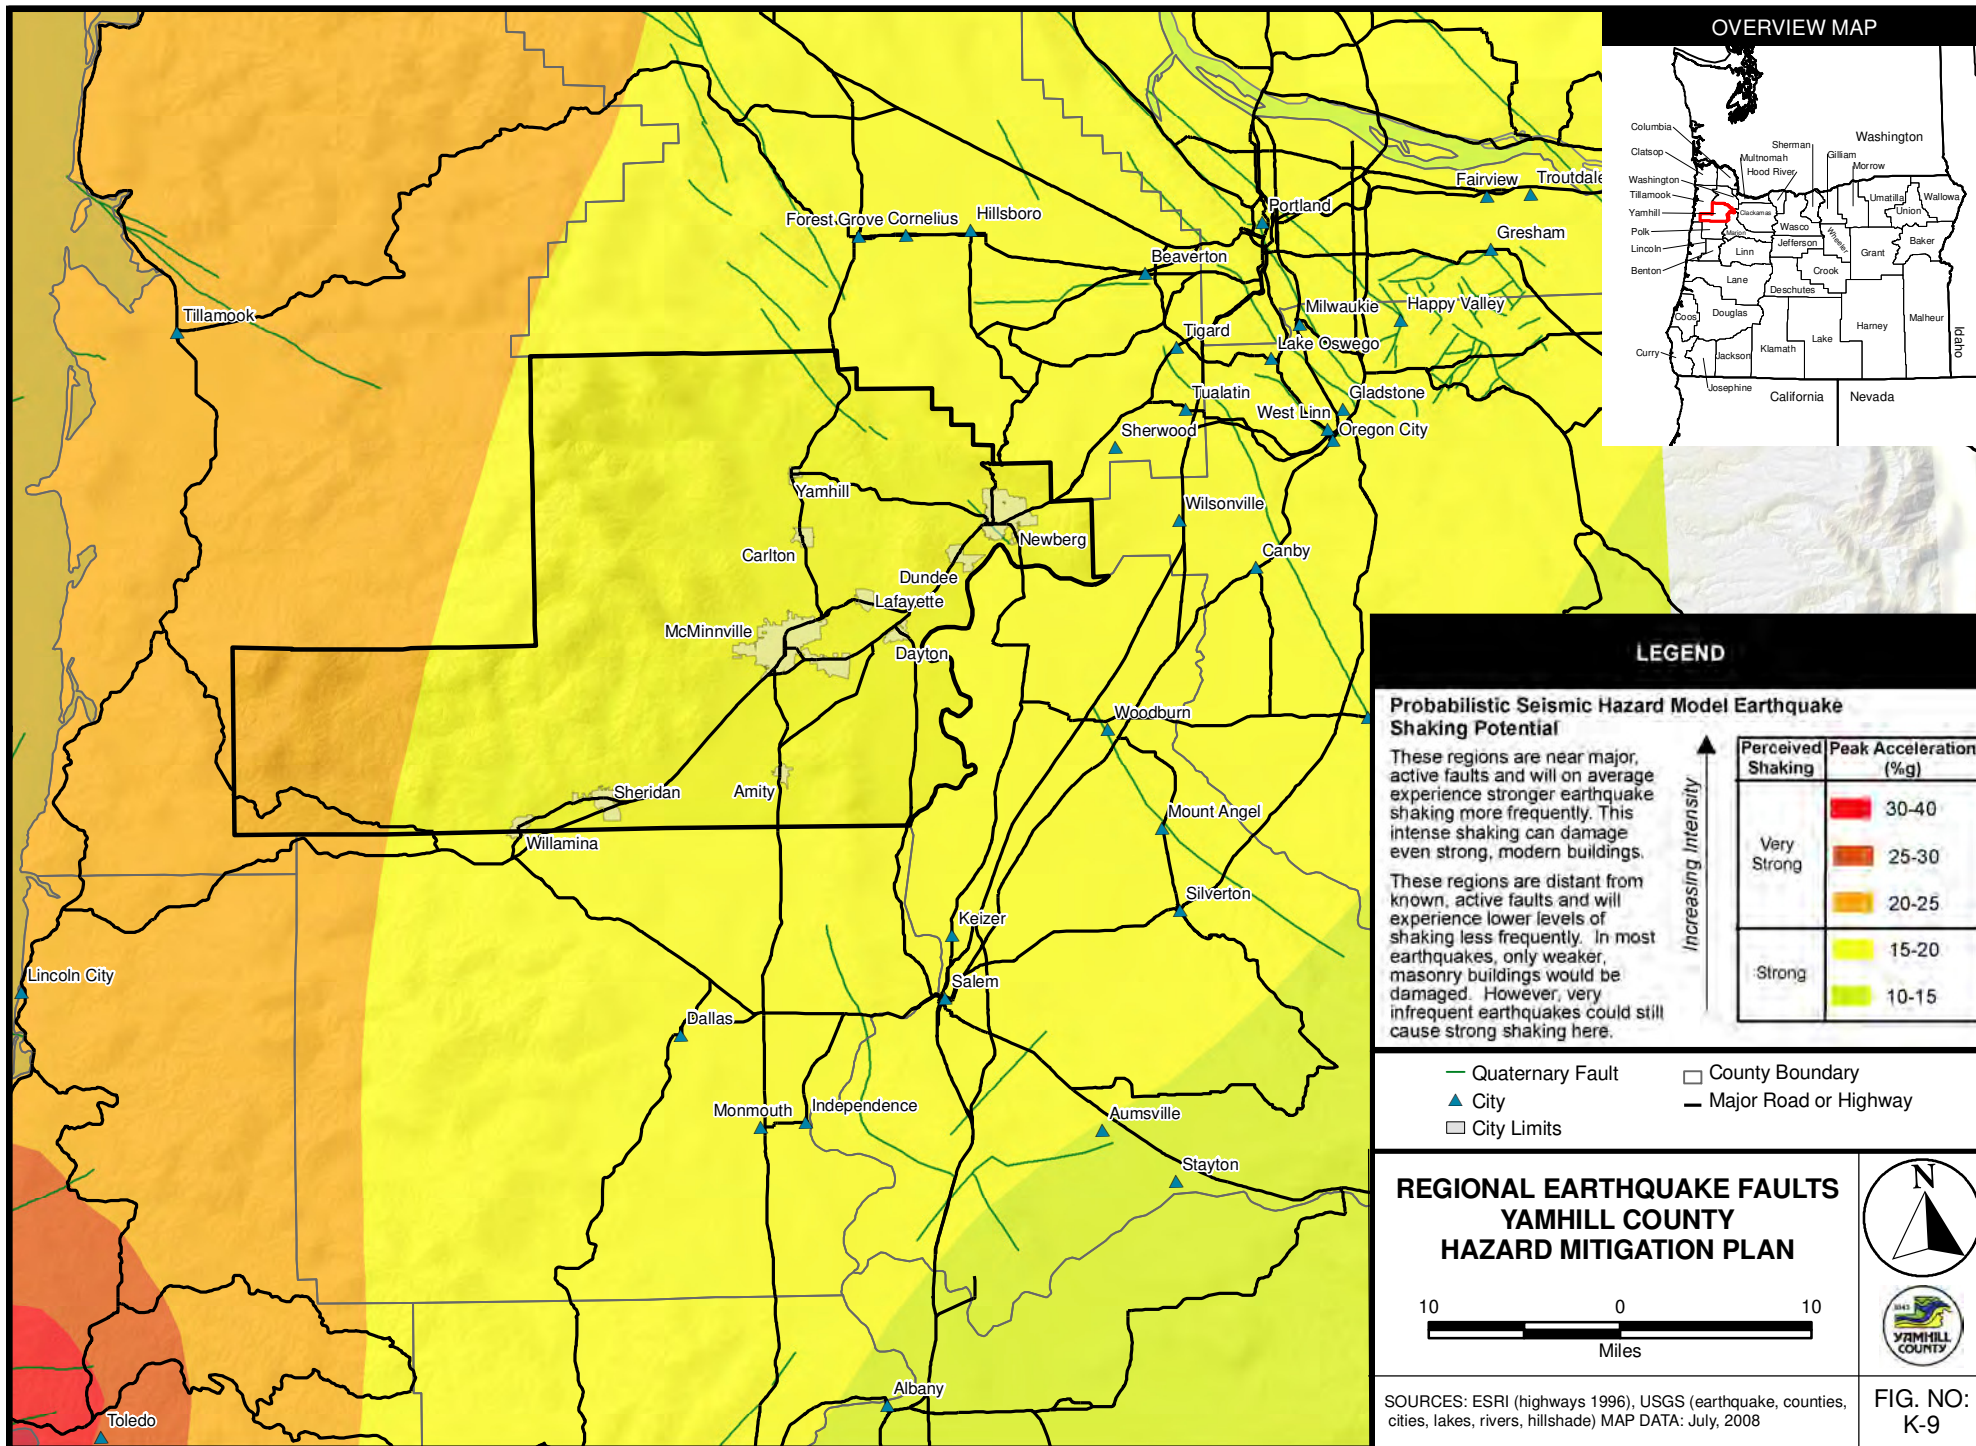 OVERVIEW MAP
Columbia
Clatsop
Washington
Tillamook
Yamhill
Polk
Lincoln
Benton
Multnomah
Hood River
Sherman
Gilliam
Morrow
Washington
Umatilla
Wallowa
Union
Clackamas
Wasco
Wheeler
Marion
Jefferson
Linn
Grant
Baker
Crook
Lane
Deschutes
Coos
Douglas
Harney
Malheur
Idaho
Curry
Jackson
Klamath
Lake
Josephine
California
Nevada
Fairview
Troutdale
Portland
Forest Grove
Cornelius
Hillsboro
Gresham
Beaverton
Tillamook
Milwaukie
Happy Valley
Tigard
Lake Oswego
Tualatin
West Linn
Gladstone
Sherwood
Oregon City
Yamhill
Wilsonville
Newberg
Carlton
Canby
Dundee
Lafayette
McMinnville
Dayton
Woodburn
Sheridan
Amity
Mount Angel
Willamina
Silverton
Keizer
Lincoln City
Salem
Dallas
Monmouth
Independence
Aumsville
Stayton
Albany
Toledo
LEGEND
Probabilistic Seismic Hazard Model Earthquake
Shaking Potential
These regions are near major,
active faults and will on average
experience stronger earthquake
shaking more frequently. This
intense shaking can damage
even strong, modern buildings.
These regions are distant from
known, active faults and will
experience lower levels of
shaking less frequently. In most
earthquakes, only weaker,
masonry buildings would be
damaged. However, very
infrequent earthquakes could still
cause strong shaking here.
Increasing Intensity
Perceived Shaking
Peak Acceleration (%g)
Very Strong
30-40
25-30
20-25
Strong
15-20
10-15
Quaternary Fault
City
City Limits
County Boundary
Major Road or Highway
REGIONAL EARTHQUAKE FAULTS
YAMHILL COUNTY
HAZARD MITIGATION PLAN
10 0 10
Miles
N
1843
YAMHILL
COUNTY
SOURCES: ESRI (highways 1996), USGS (earthquake, counties,
cities, lakes, rivers, hillshade) MAP DATA: July, 2008
FIG. NO:
K-9